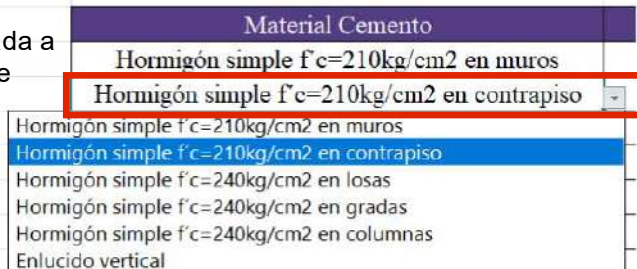 Material Cemento
ada a
Hormigón simple f´c=210kg/cm2 en muros
e
Hormigón simple f´c=210kg/cm2 en contrapiso
Hormigón simple f´c=210kg/cm2 en muros
Hormigón simple f´c=210kg/cm2 en contrapiso
Hormigón simple f´c=240kg/cm2 en losas
Hormigón simple f´c=240kg/cm2 en gradas
Hormigón simple f´c=240kg/cm2 en columnas
Enlucido vertical